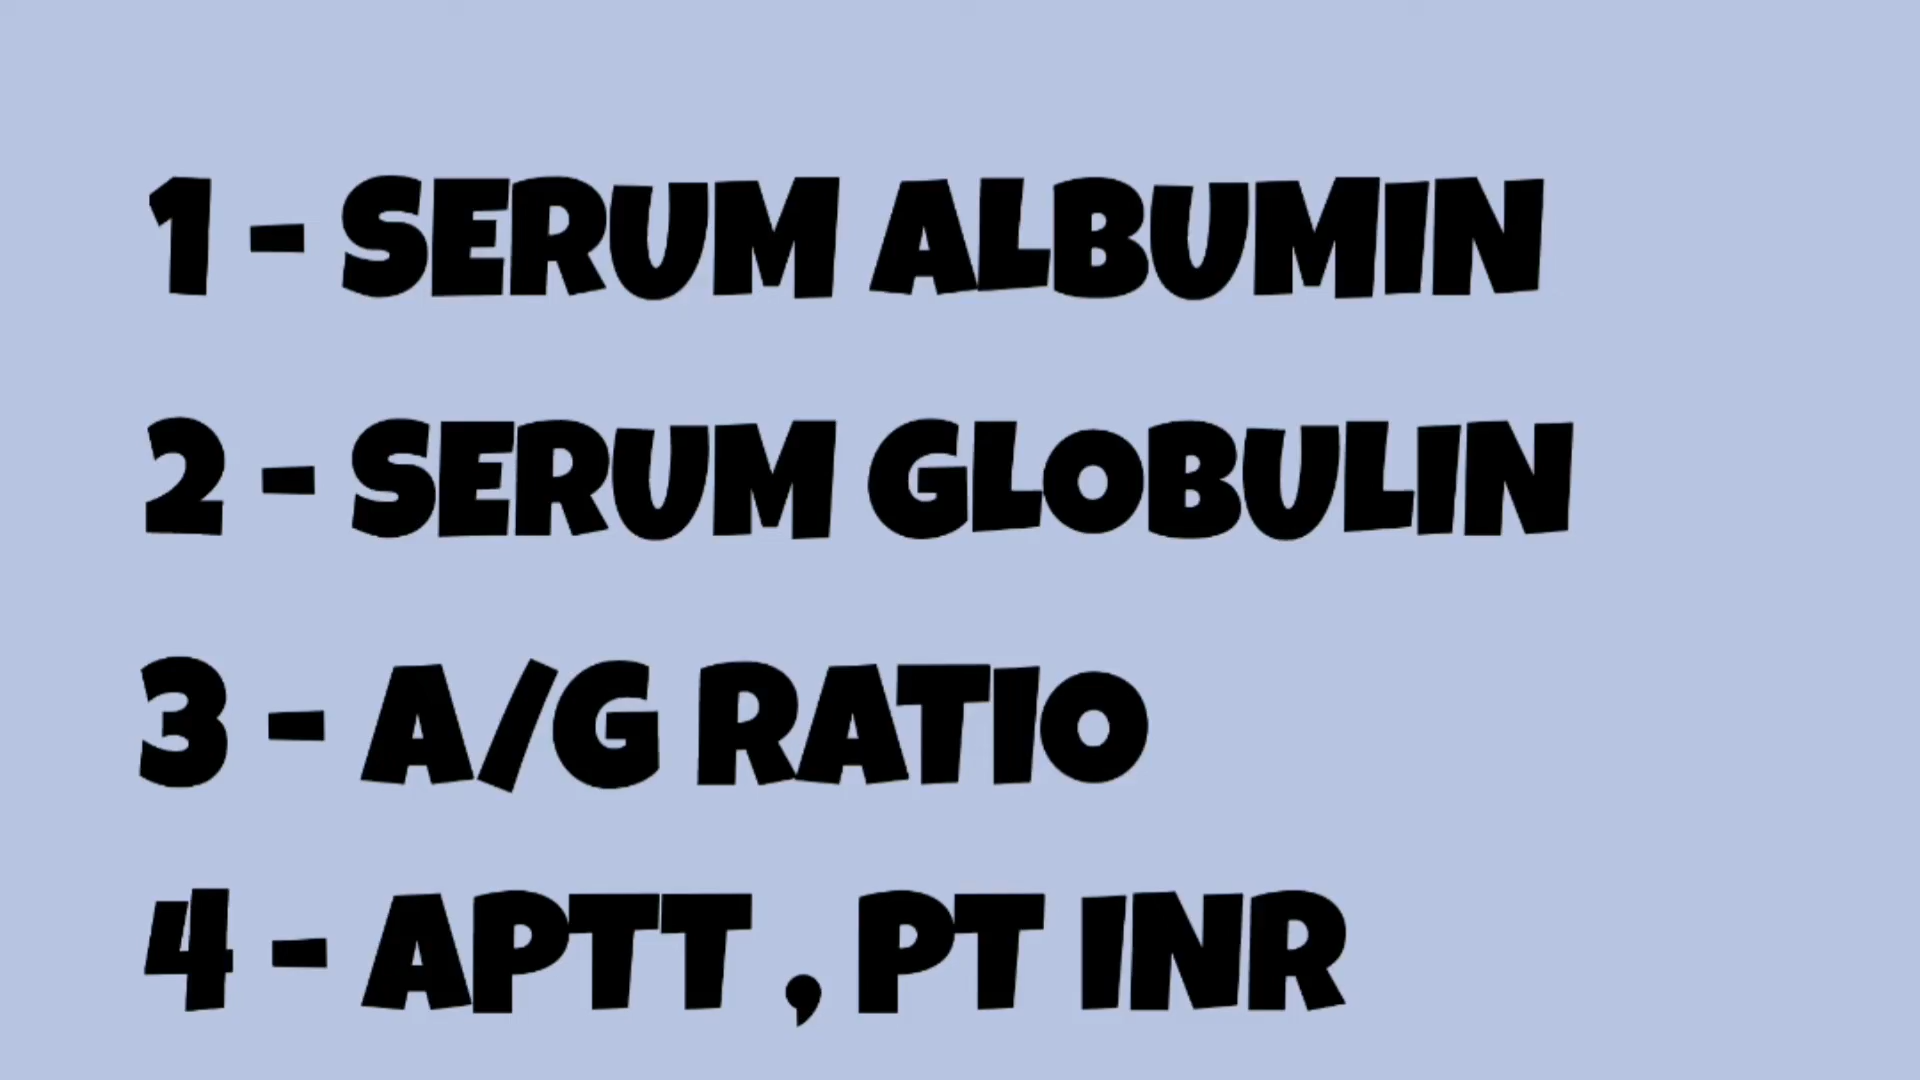 1 - SERUM ALBUMIN
2 - SERUM GLOBULIN
3 - A/G RATIO
4 - APTT , PT INR